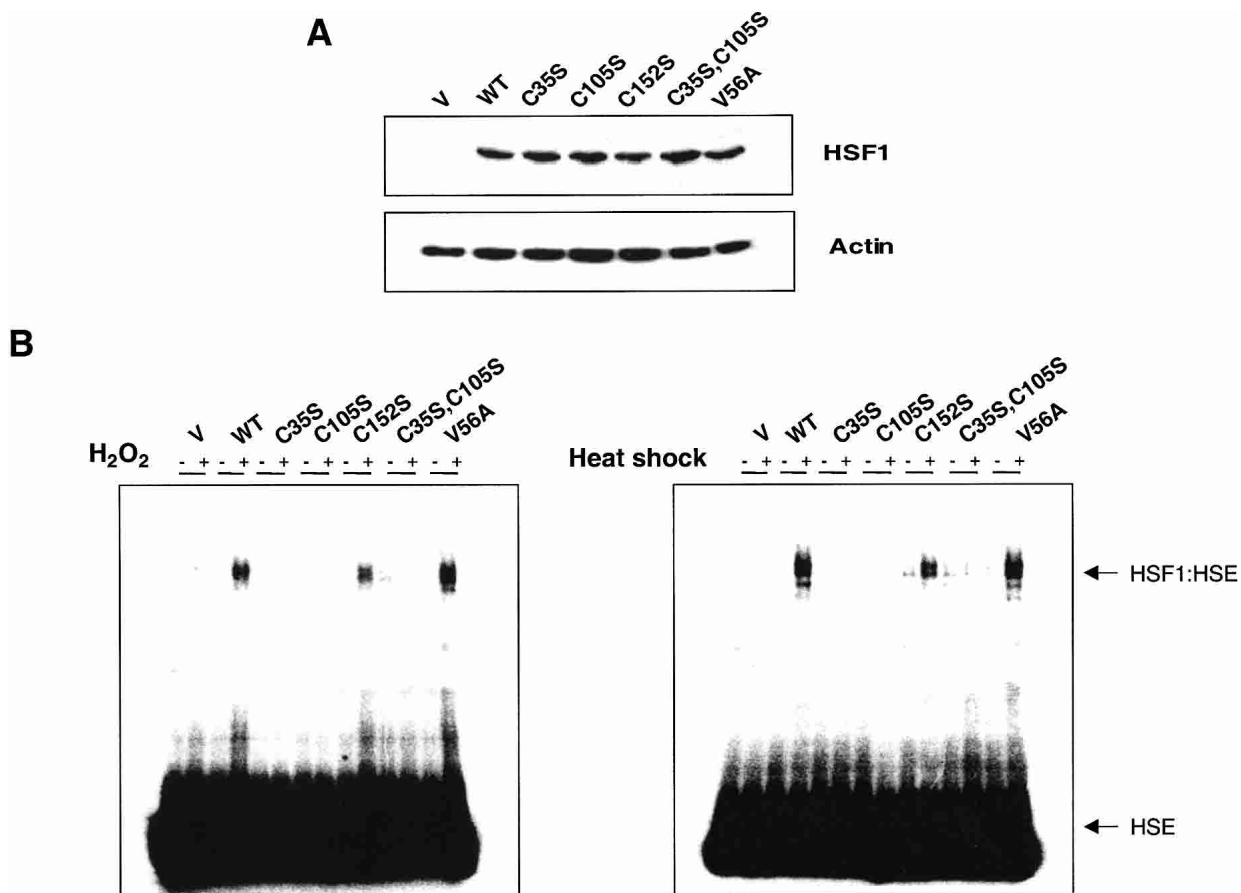 A
V WT C35S C105S C152S C35S,C105S V56A
HSF1
Actin
B
V WT C35S C105S C152S C35S,C105S V56A
H₂O₂ - + - + - + - + - + - + - +
V WT C35S C105S C152S C35S,C105S V56A
Heat shock - + - + - + - + - + - + - +
HSF1:HSE
HSE